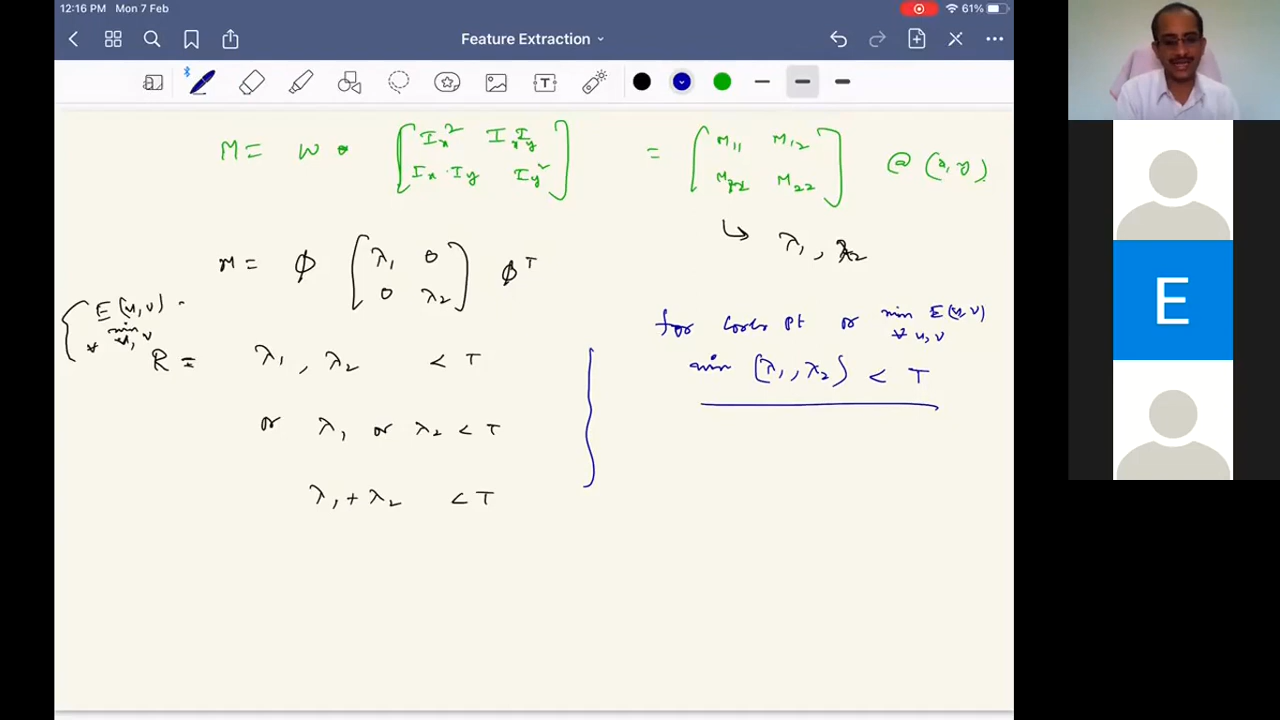 12:16 PM Mon 7 Feb
61%
Feature Extraction
M = w • [ Ix² IxIy ; Ix · Iy Iy² ] = [ M11 M12 ; M22 ] @ (x, y)
↳ λ1, λ2
M = ϕ [ λ1 0 ; 0 λ2 ] ϕT
E(u,v)
min
∀ u, v
R = λ1, λ2 < T
or λ1 or λ2 < T
λ1 + λ2 < T
for pt or min E(u,v)
∀ u, v
min (λ1, λ2) < T
E